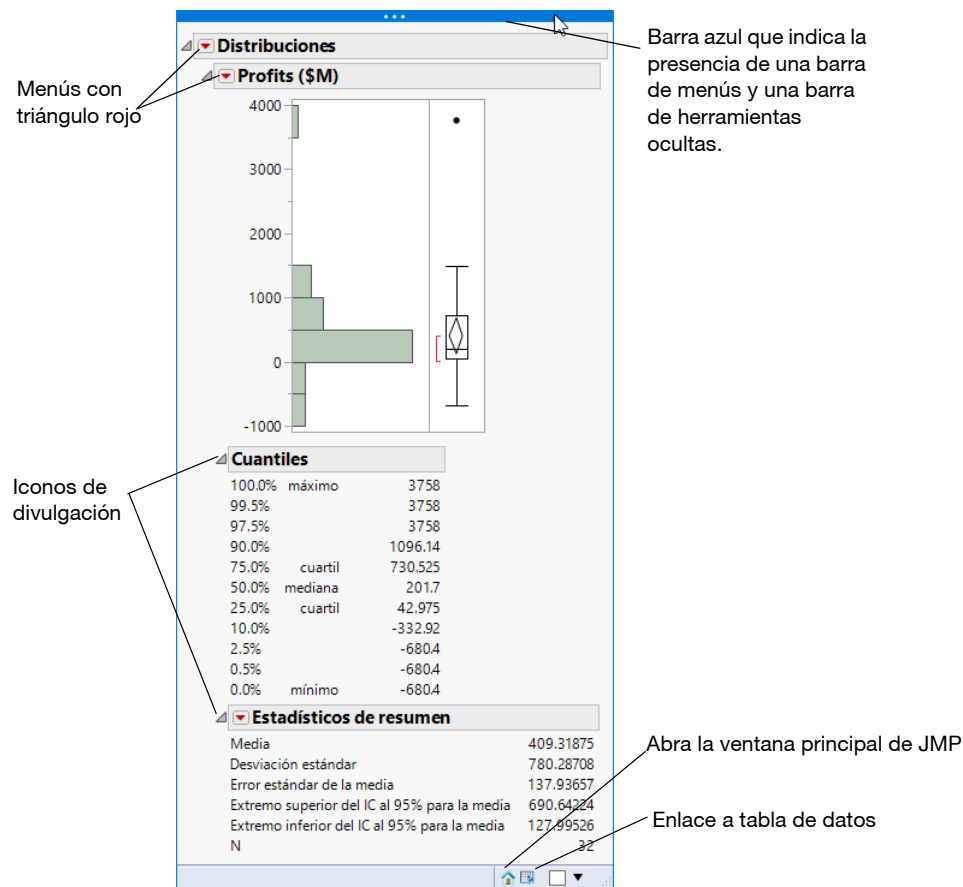 Distribuciones
Profits ($M)
Menús con
triángulo rojo
Barra azul que indica la
presencia de una barra
de menús y una barra
de herramientas
ocultas.
4000
3000
2000
1000
0
-1000
Cuantiles
Iconos de
divulgación
100.0% máximo 3758
99.5% 3758
97.5% 3758
90.0% 1096.14
75.0% cuartil 730.525
50.0% mediana 201.7
25.0% cuartil 42.975
10.0% -332.92
2.5% -680.4
0.5% -680.4
0.0% mínimo -680.4
Estadísticos de resumen
Media 409.31875
Desviación estándar 780.28708
Error estándar de la media 137.93657
Extremo superior del IC al 95% para la media 690.64224
Extremo inferior del IC al 95% para la media 127.99526
N 32
Abra la ventana principal de JMP
Enlace a tabla de datos